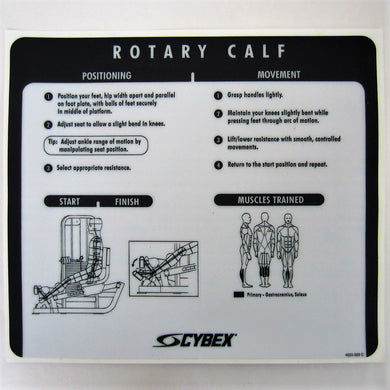 ROTARY CALF
POSITIONING
1 Position your feet, hip width apart and parallel
on foot plate, with balls of feet securely
in middle of platform.
2 Adjust seat to allow a slight bend in knees.
Tip: Adjust ankle range of motion by
manipulating seat position.
3 Select appropriate resistance.
MOVEMENT
1 Grasp handles lightly.
2 Maintain your knees slightly bent while
pressing feet through arc of motion.
3 Lift/lower resistance with smooth, controlled
movements.
4 Return to the start position and repeat.
START
FINISH
MUSCLES TRAINED
Primary - Gastrocnemius, Soleus
CYBEX